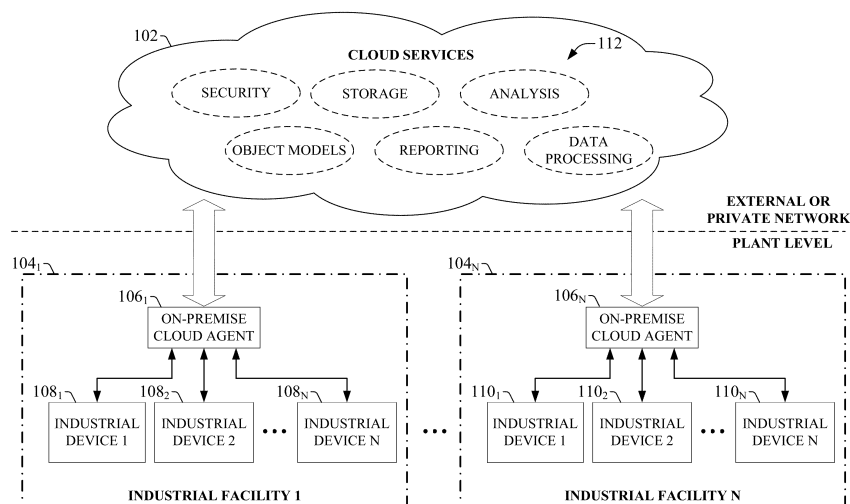 102
CLOUD SERVICES
112
SECURITY
STORAGE
ANALYSIS
OBJECT MODELS
REPORTING
DATA
PROCESSING
EXTERNAL OR
PRIVATE NETWORK
PLANT LEVEL
104₁
106₁
ON-PREMISE
CLOUD AGENT
108₁
108₂
108N
INDUSTRIAL
DEVICE 1
INDUSTRIAL
DEVICE 2
...
INDUSTRIAL
DEVICE N
INDUSTRIAL FACILITY 1
...
104N
106N
ON-PREMISE
CLOUD AGENT
110₁
110₂
110N
INDUSTRIAL
DEVICE 1
INDUSTRIAL
DEVICE 2
...
INDUSTRIAL
DEVICE N
INDUSTRIAL FACILITY N